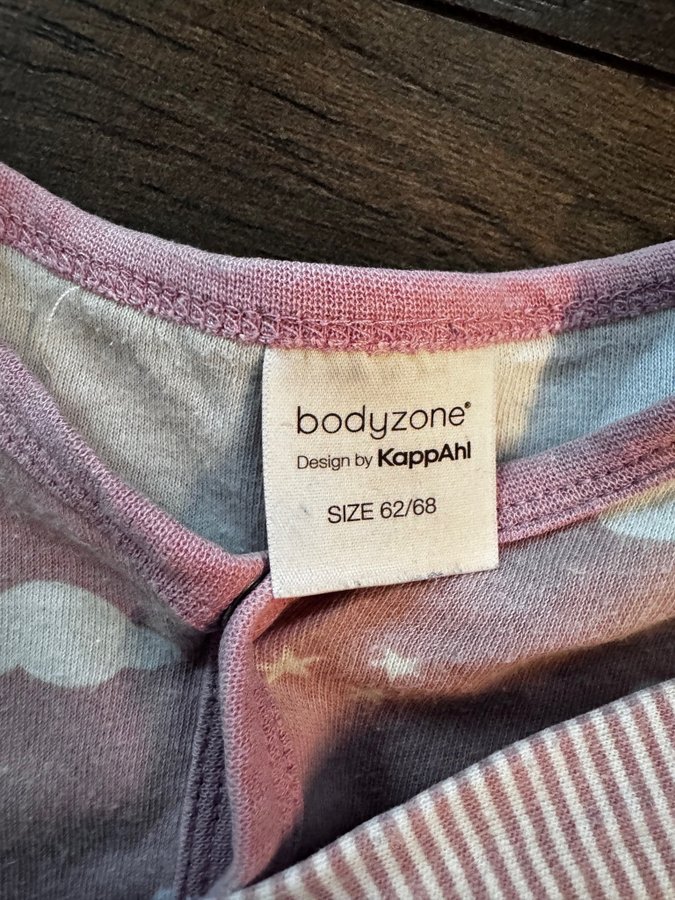 bodyzone®
Design by KappAhl
SIZE 62/68